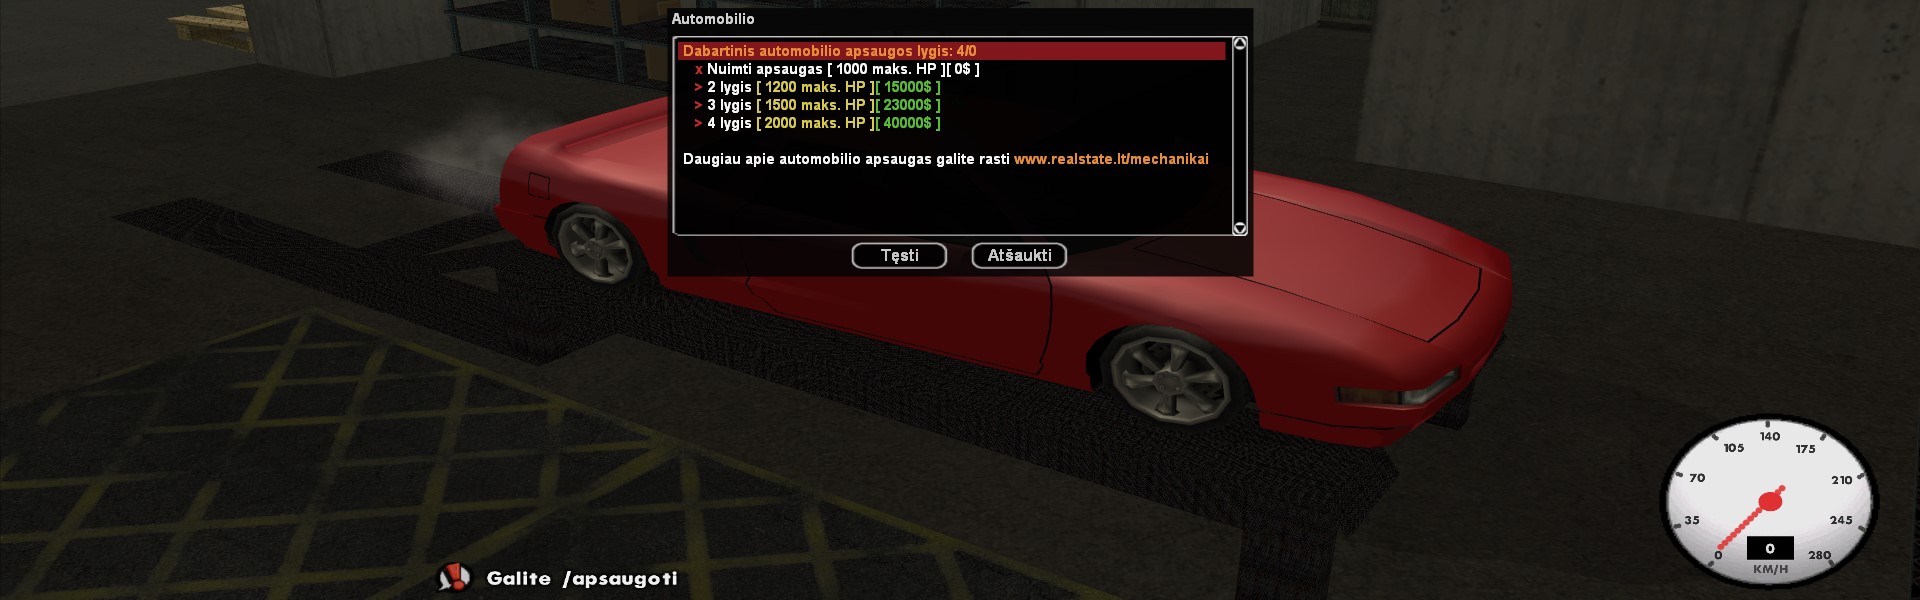 Automobilio
Dabartinis automobilio apsaugos lygis: 4/0
x Nuimti apsaugas [ 1000 maks. HP ][ 0$ ]
> 2 lygis [ 1200 maks. HP ][ 15000$ ]
> 3 lygis [ 1500 maks. HP ][ 23000$ ]
> 4 lygis [ 2000 maks. HP ][ 40000$ ]
Daugiau apie automobilio apsaugas galite rasti www.realstate.lt/mechanikai
Tęsti Atšaukti
0 35 70 105 140 175 210 245 280
0
KM/H
Galite /apsaugoti